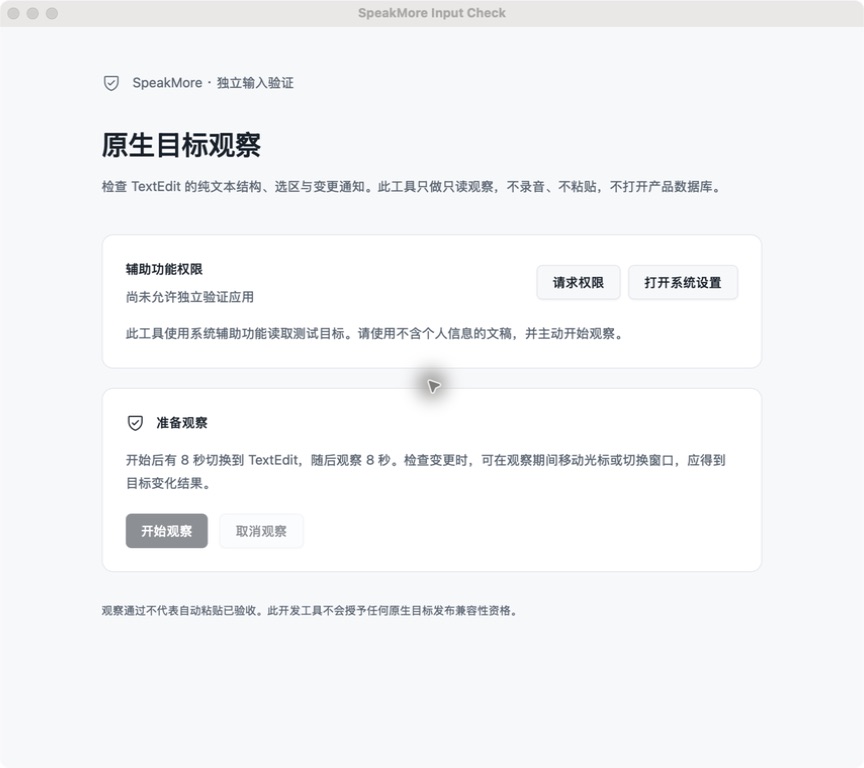 SpeakMore Input Check
SpeakMore · 独立输入验证
原生目标观察
检查 TextEdit 的纯文本结构、选区与变更通知。此工具只做只读观察，不录音、不粘贴，不打开产品数据库。
辅助功能权限
尚未允许独立验证应用
请求权限
打开系统设置
此工具使用系统辅助功能读取测试目标。请使用不含个人信息的文稿，并主动开始观察。
准备观察
开始后有 8 秒切换到 TextEdit，随后观察 8 秒。检查变更时，可在观察期间移动光标或切换窗口，应得到
目标变化结果。
开始观察
取消观察
观察通过不代表自动粘贴已验收。此开发工具不会授予任何原生目标发布兼容性资格。